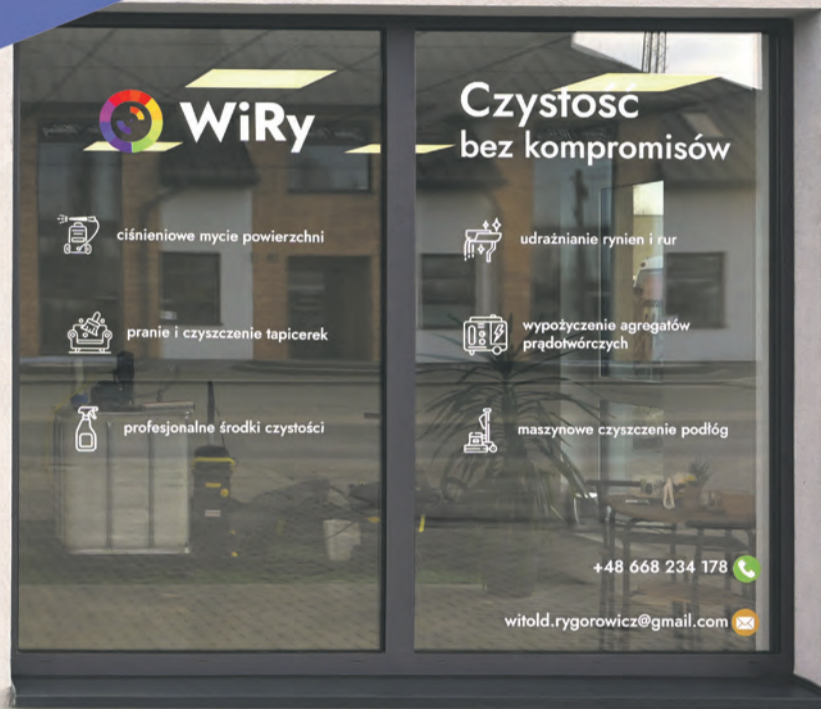 WiRy
ciśnieniowe mycie powierzchni
pranie i czyszczenie tapicerek
profesjonalne środki czystości
Czystość
bez kompromisów
udrażnianie rynien i rur
wypożyczenie agregatów
prądotwórczych
maszynowe czyszczenie podłóg
+48 668 234 178
witold.rygorowicz@gmail.com